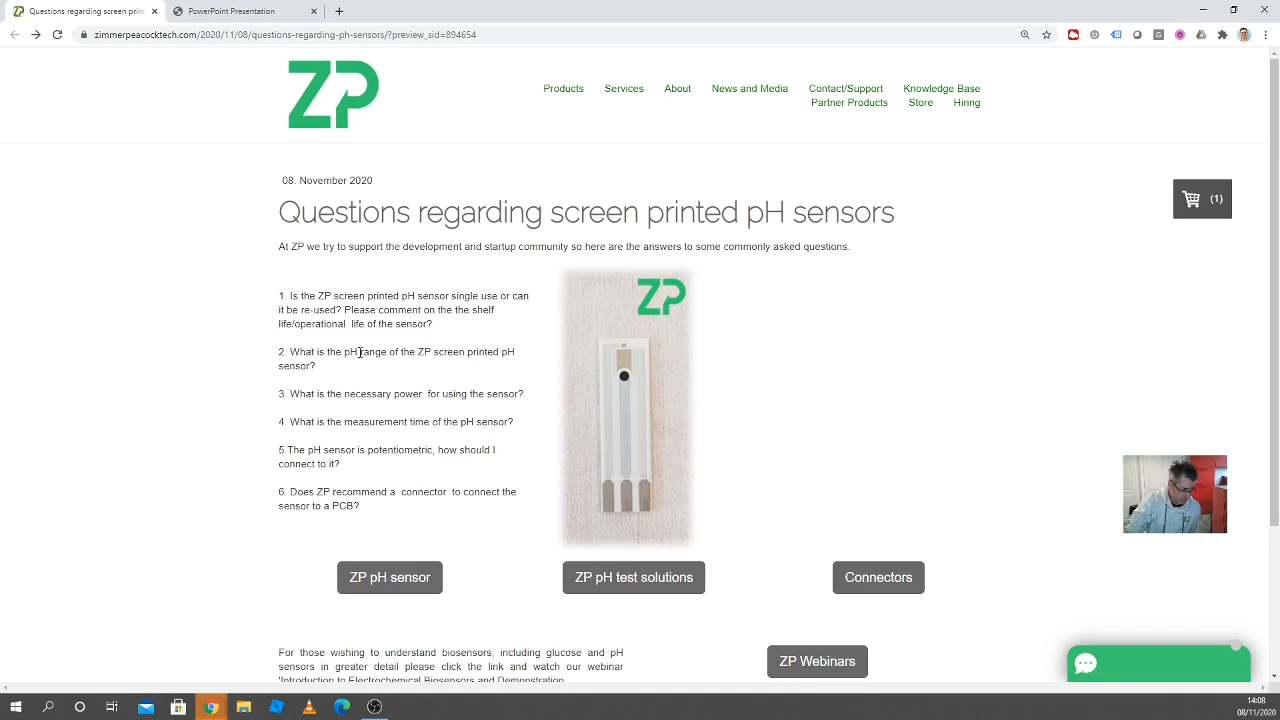 Questions regarding screen print
PowerPoint Presentation
zimmerpeacocktech.com/2020/11/08/questions-regarding-ph-sensors/?preview_sid=894654
ZP
Products Services About News and Media Contact/Support Knowledge Base
Partner Products Store Hiring
08. November 2020
(1)
Questions regarding screen printed pH sensors
At ZP we try to support the development and startup community so here are the answers to some commonly asked questions.
ZP
1. Is the ZP screen printed pH sensor single use or can
it be re-used? Please comment on the the shelf
life/operational life of the sensor?
2. What is the pH range of the ZP screen printed pH
sensor?
3. What is the necessary power for using the sensor?
4. What is the measurement time of the pH sensor?
5.The pH sensor is potentiometric, how should I
connect to it?
6. Does ZP recommend a connector to connect the
sensor to a PCB?
ZP pH sensor ZP pH test solutions Connectors
For those wishing to understand biosensors, including glucose and pH
sensors in greater detail please click the link and watch our webinar
'Introduction to Electrochemical Biosensors and Demonstration
ZP Webinars
14:08
08/11/2020